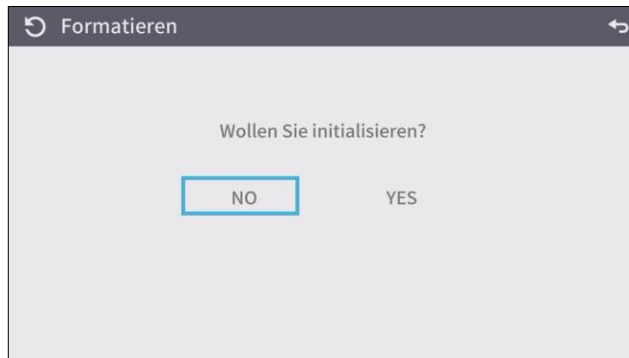 Formatieren
Wollen Sie initialisieren?
NO YES